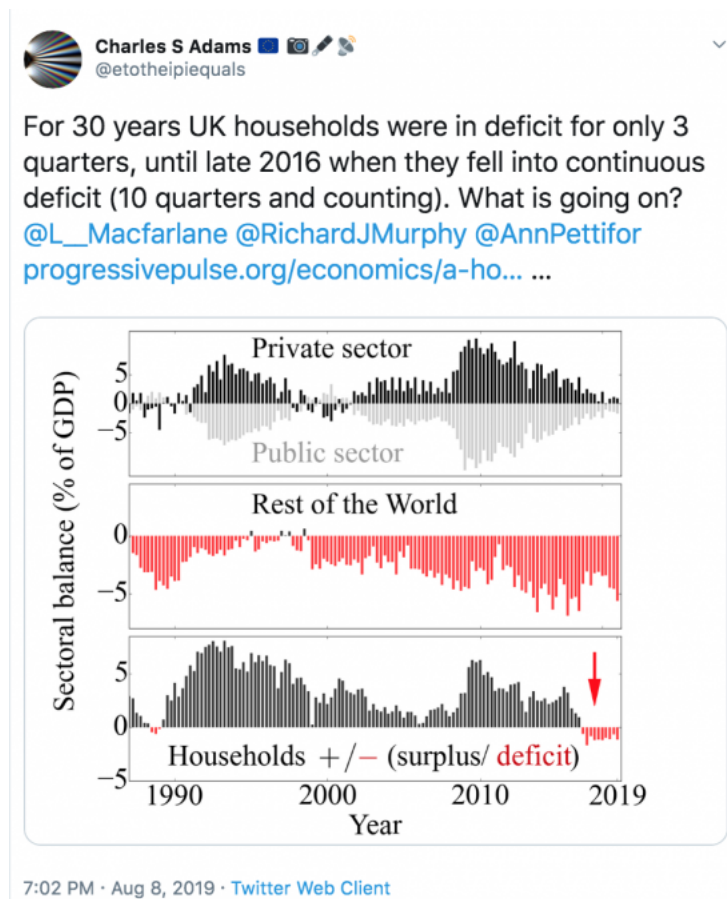 Charles S Adams
@etotheipiequals
For 30 years UK households were in deficit for only 3
quarters, until late 2016 when they fell into continuous
deficit (10 quarters and counting). What is going on?
@L__Macfarlane @RichardJMurphy @AnnPettifor
progressivepulse.org/economics/a-ho... ...
Sectoral balance (% of GDP)
Private sector
5
0
−5
Public sector
Rest of the World
0
−5
5
0
Households +/− (surplus/ deficit)
−5
1990 2000 2010 2019
Year
7:02 PM · Aug 8, 2019 · Twitter Web Client